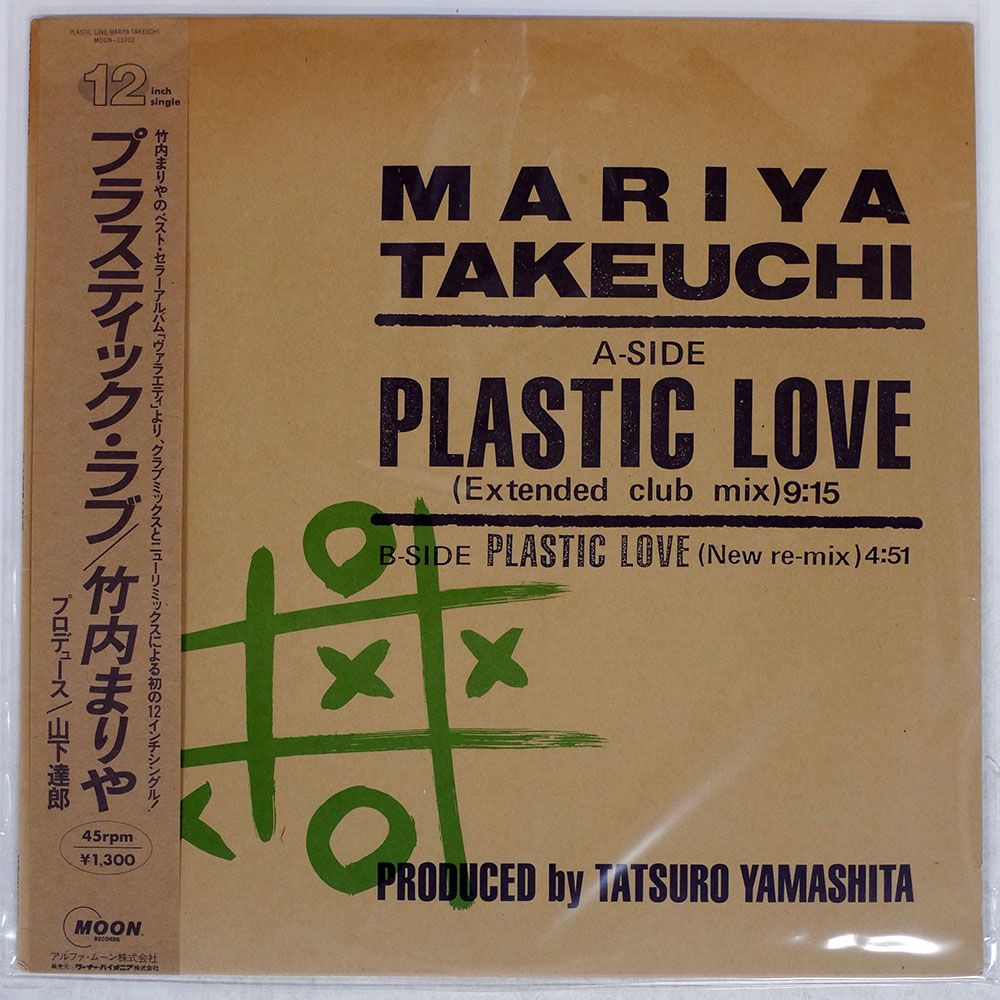 PLASTIC LOVE MARIYA TAKEUCHI
MOON-13002
12 inch single
竹内まりやのベスト・セラーアルバム「ヴァラエティ」より、クラブミックスとニューリミックスによる初の12インチシングル!
プラスティック・ラブ/竹内まりや
プロデュース/山下達郎
45rpm
¥1,300
MOON
RECORDS
アルファ・ムーン株式会社
発売元 ワーナー・パイオニア株式会社
MARIYA
TAKEUCHI
A-SIDE
PLASTIC LOVE
(Extended club mix) 9:15
B-SIDE PLASTIC LOVE (New re-mix) 4:51
PRODUCED by TATSURO YAMASHITA